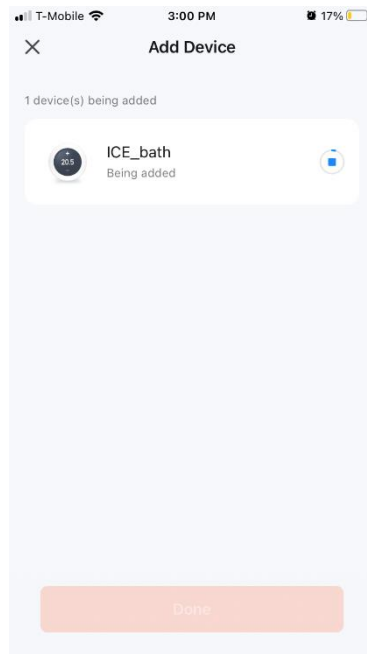 T-Mobile 3:00 PM 17%
Add Device
1 device(s) being added
20.5
ICE_bath
Being added
Done